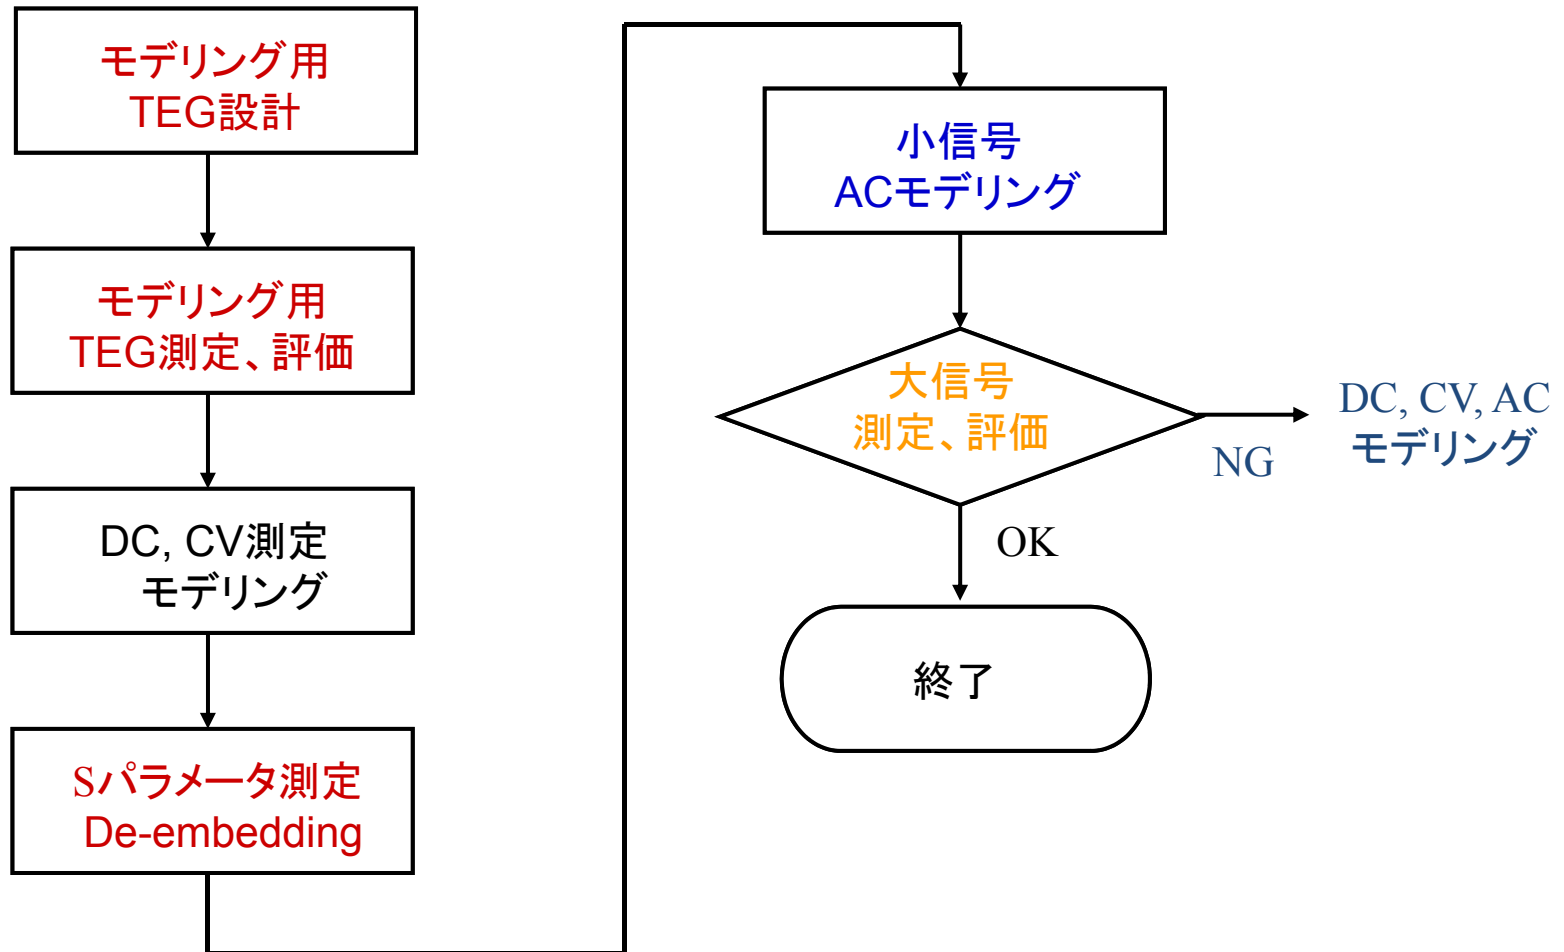 モデリング用
TEG設計
モデリング用
TEG測定、評価
DC, CV測定
モデリング
Sパラメータ測定
De-embedding
小信号
ACモデリング
大信号
測定、評価
NG
DC, CV, AC
モデリング
OK
終了